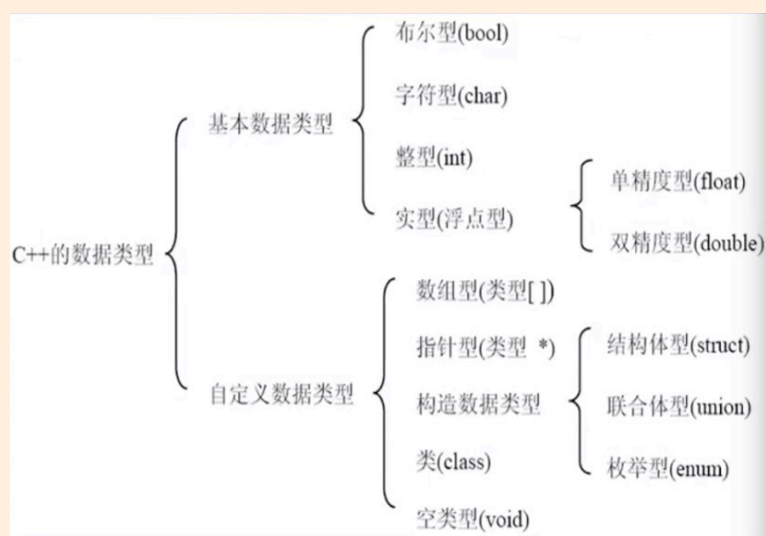 C++的数据类型
基本数据类型
布尔型(bool)
字符型(char)
整型(int)
实型(浮点型)
单精度型(float)
双精度型(double)
自定义数据类型
数组型(类型[ ])
指针型(类型 *)
构造数据类型
结构体型(struct)
联合体型(union)
枚举型(enum)
类(class)
空类型(void)